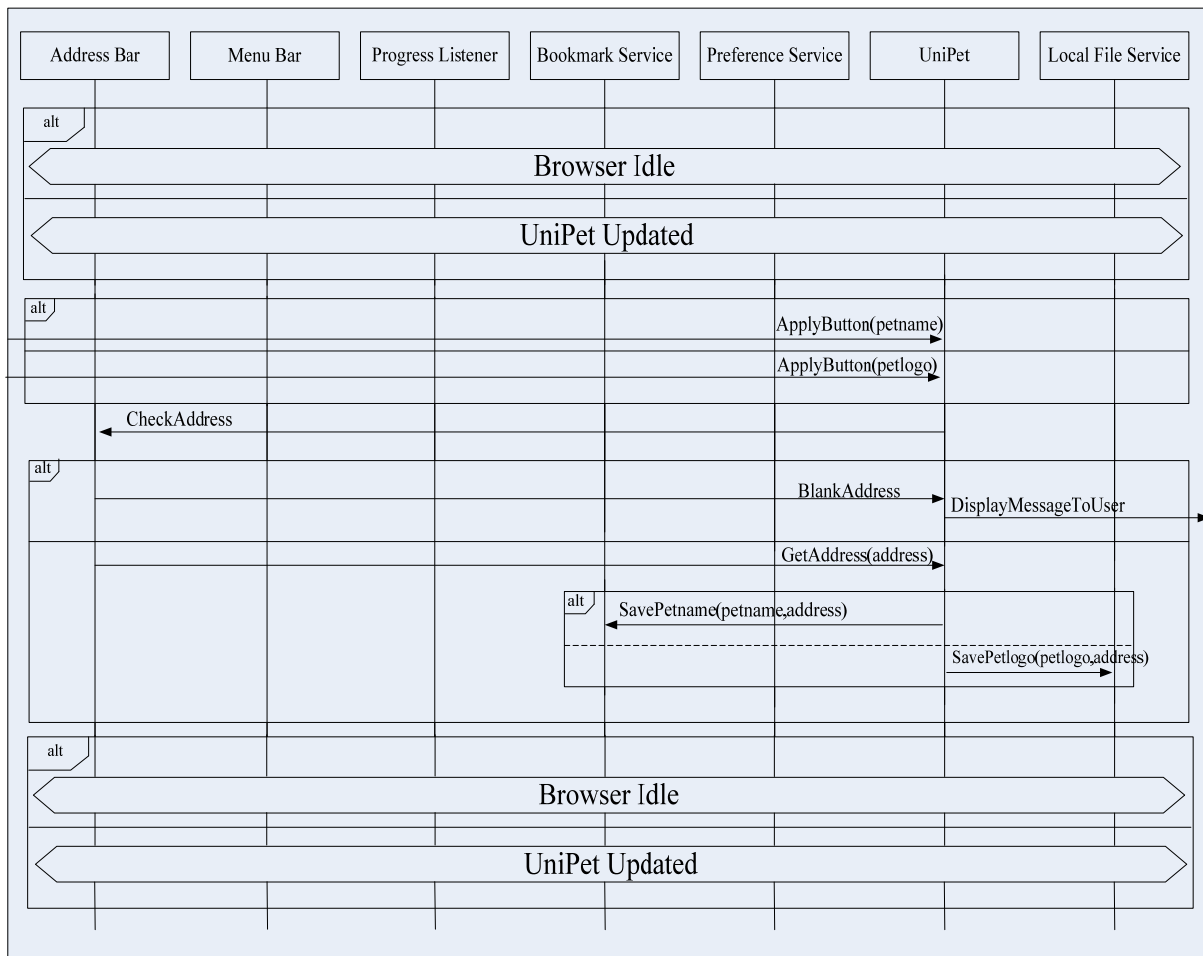 Address Bar
Menu Bar
Progress Listener
Bookmark Service
Preference Service
UniPet
Local File Service
alt
Browser Idle
UniPet Updated
alt
ApplyButton(petname)
ApplyButton(petlogo)
CheckAddress
alt
BlankAddress
DisplayMessageToUser
GetAddress(address)
alt
SavePetname(petname,address)
SavePetlogo(petlogo,address)
alt
Browser Idle
UniPet Updated